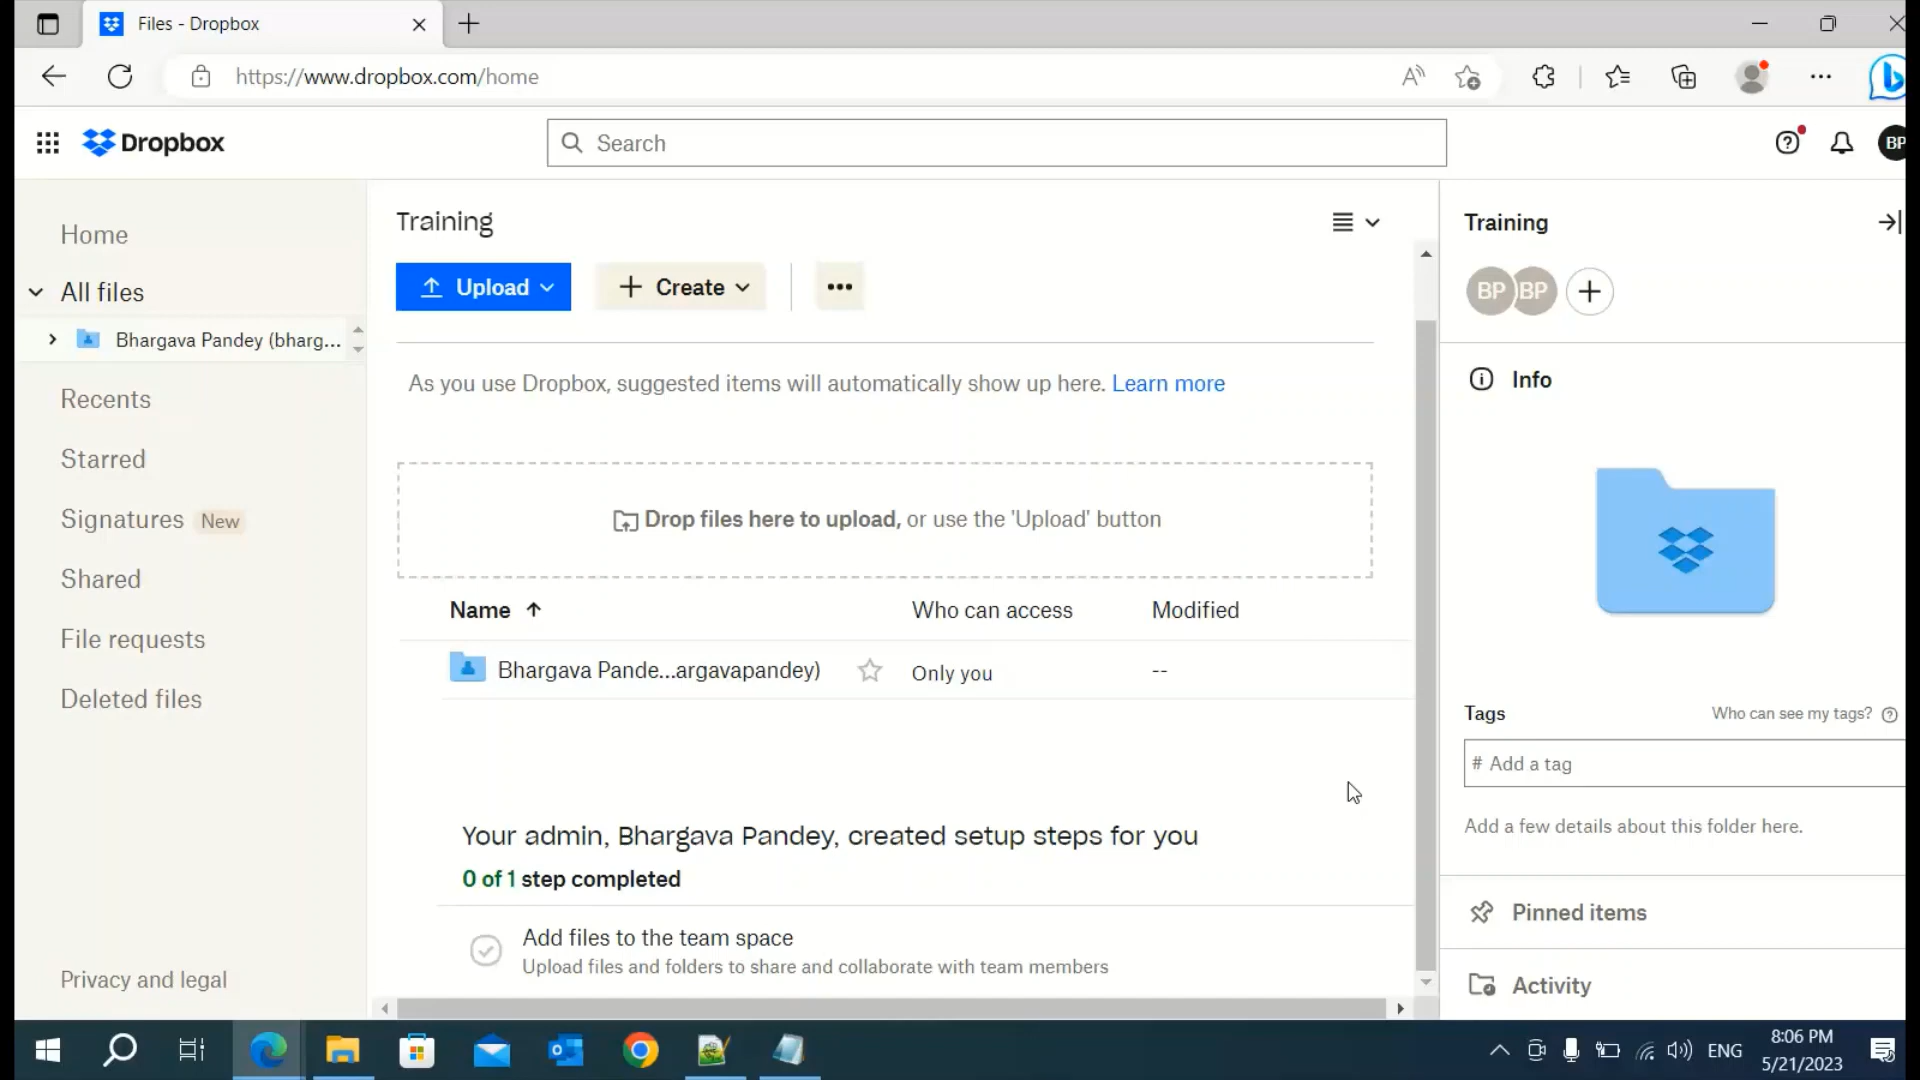 Files - Dropbox
https://www.dropbox.com/home
Dropbox
Search
BP
Home
All files
Bhargava Pandey (bharg...
Recents
Starred
Signatures New
Shared
File requests
Deleted files
Privacy and legal
Training
Upload
Create
As you use Dropbox, suggested items will automatically show up here. Learn more
Drop files here to upload, or use the 'Upload' button
Name Who can access Modified
Bhargava Pande...argavapandey) Only you --
Your admin, Bhargava Pandey, created setup steps for you
0 of 1 step completed
Add files to the team space
Upload files and folders to share and collaborate with team members
Training
BP BP
Info
Tags Who can see my tags?
# Add a tag
Add a few details about this folder here.
Pinned items
Activity
ENG
8:06 PM
5/21/2023